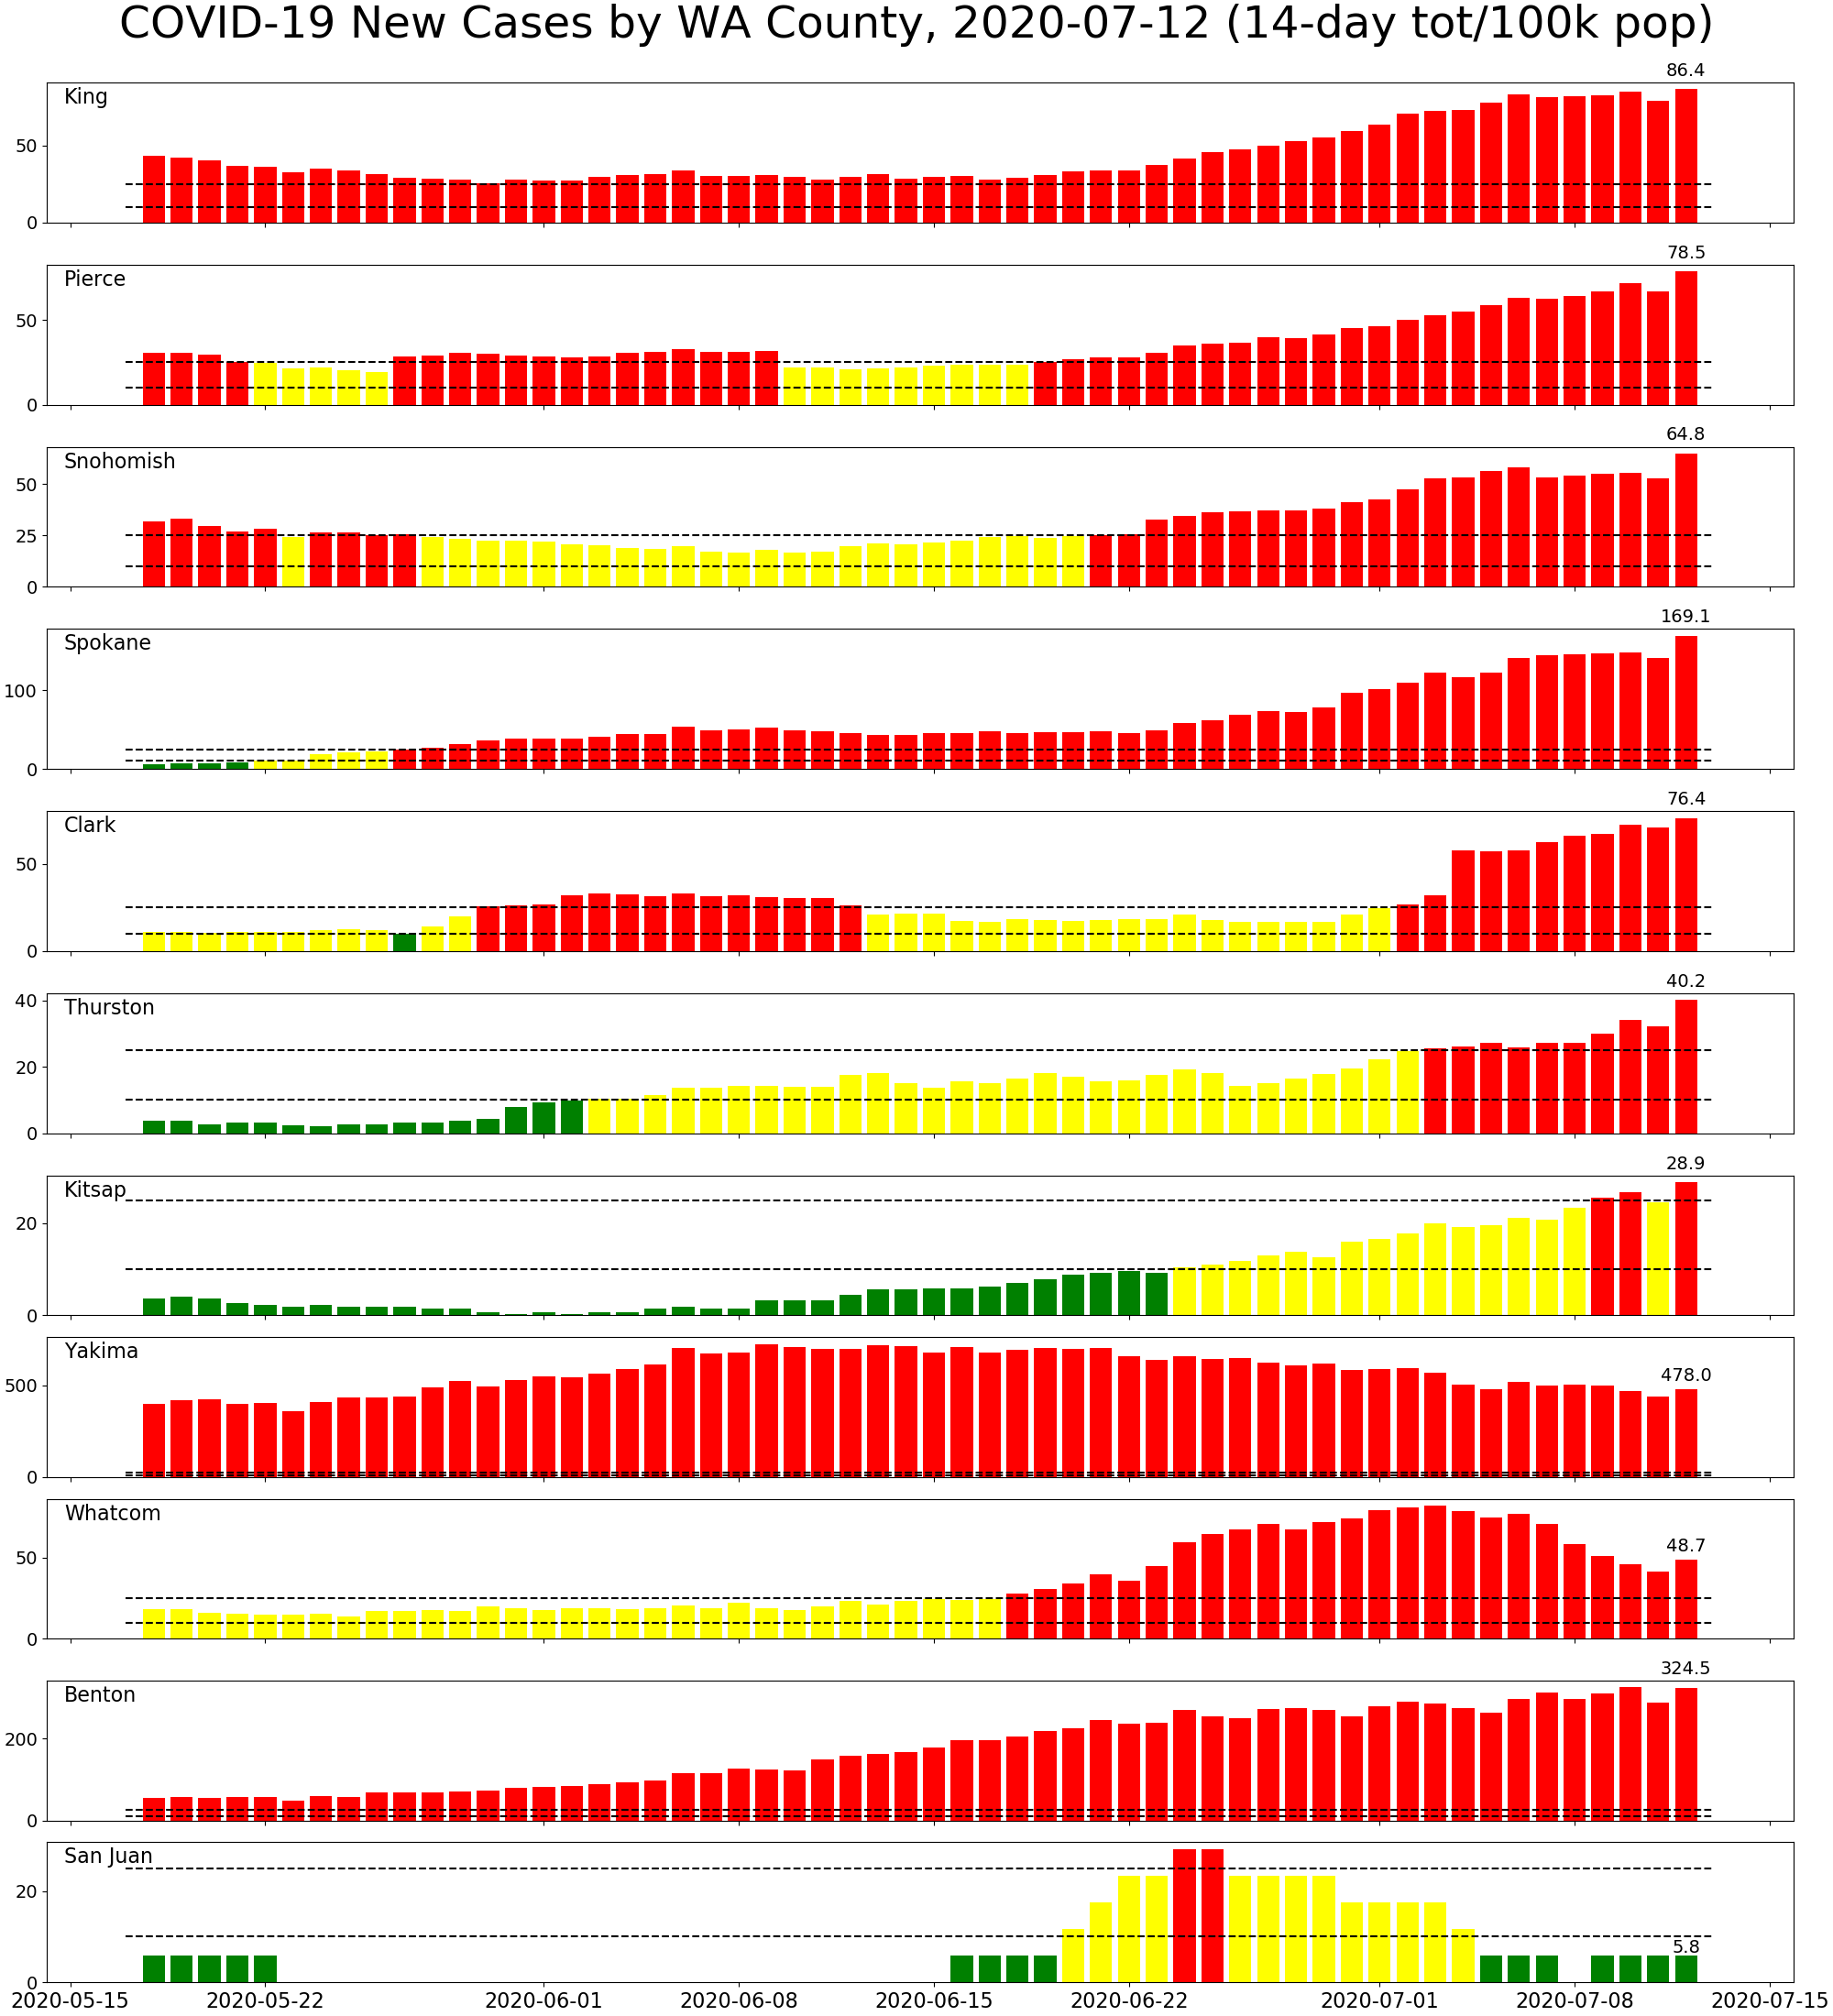 COVID-19 New Cases by WA County, 2020-07-12 (14-day tot/100k pop)
86.4
King
50
0
78.5
Pierce
50
0
64.8
Snohomish
50
25
0
169.1
Spokane
100
0
76.4
Clark
50
0
40.2
40
Thurston
20
0
28.9
Kitsap
20
0
Yakima
478.0
500
0
Whatcom
48.7
50
0
324.5
Benton
200
0
San Juan
20
5.8
0
2020-05-15 2020-05-22 2020-06-01 2020-06-08 2020-06-15 2020-06-22 2020-07-01 2020-07-08 2020-07-15